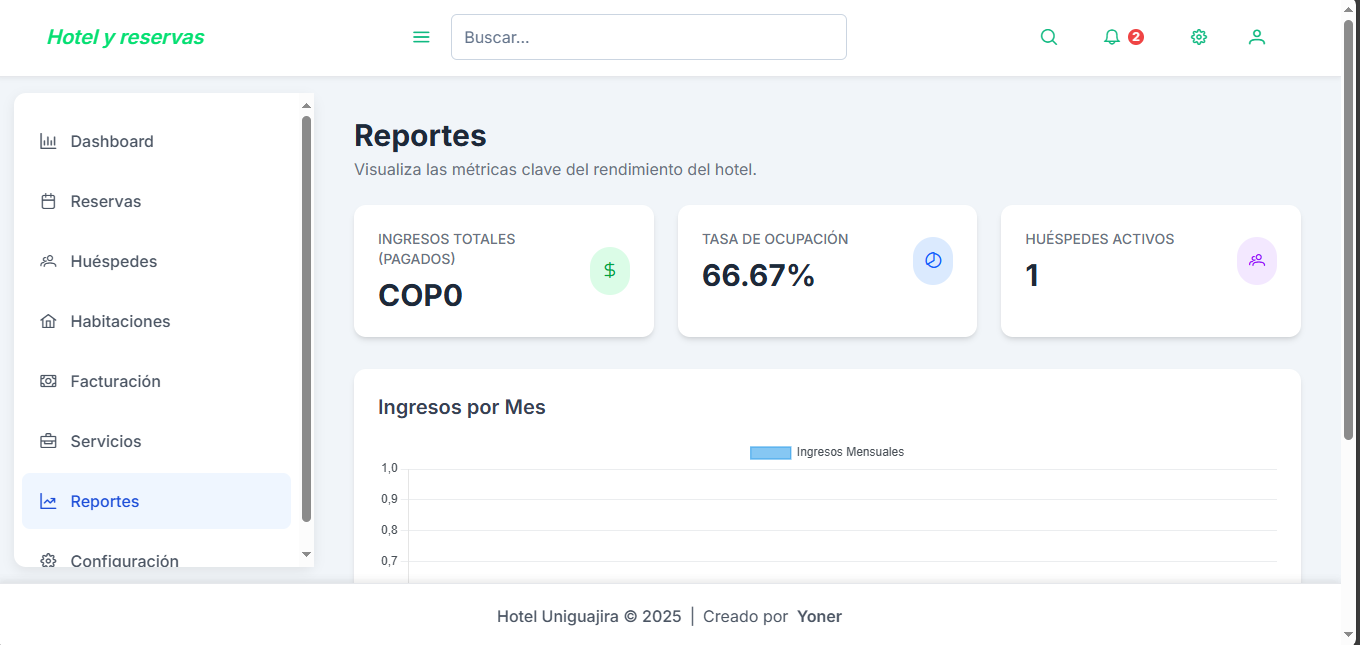 Hotel y reservas
Buscar...
2
Dashboard
Reservas
Huéspedes
Habitaciones
Facturación
Servicios
Reportes
Configuración
Reportes
Visualiza las métricas clave del rendimiento del hotel.
INGRESOS TOTALES
(PAGADOS)
COP0
$
TASA DE OCUPACIÓN
66.67%
HUÉSPEDES ACTIVOS
1
Ingresos por Mes
Ingresos Mensuales
1,0
0,9
0,8
0,7
Hotel Uniguajira © 2025 | Creado por Yoner